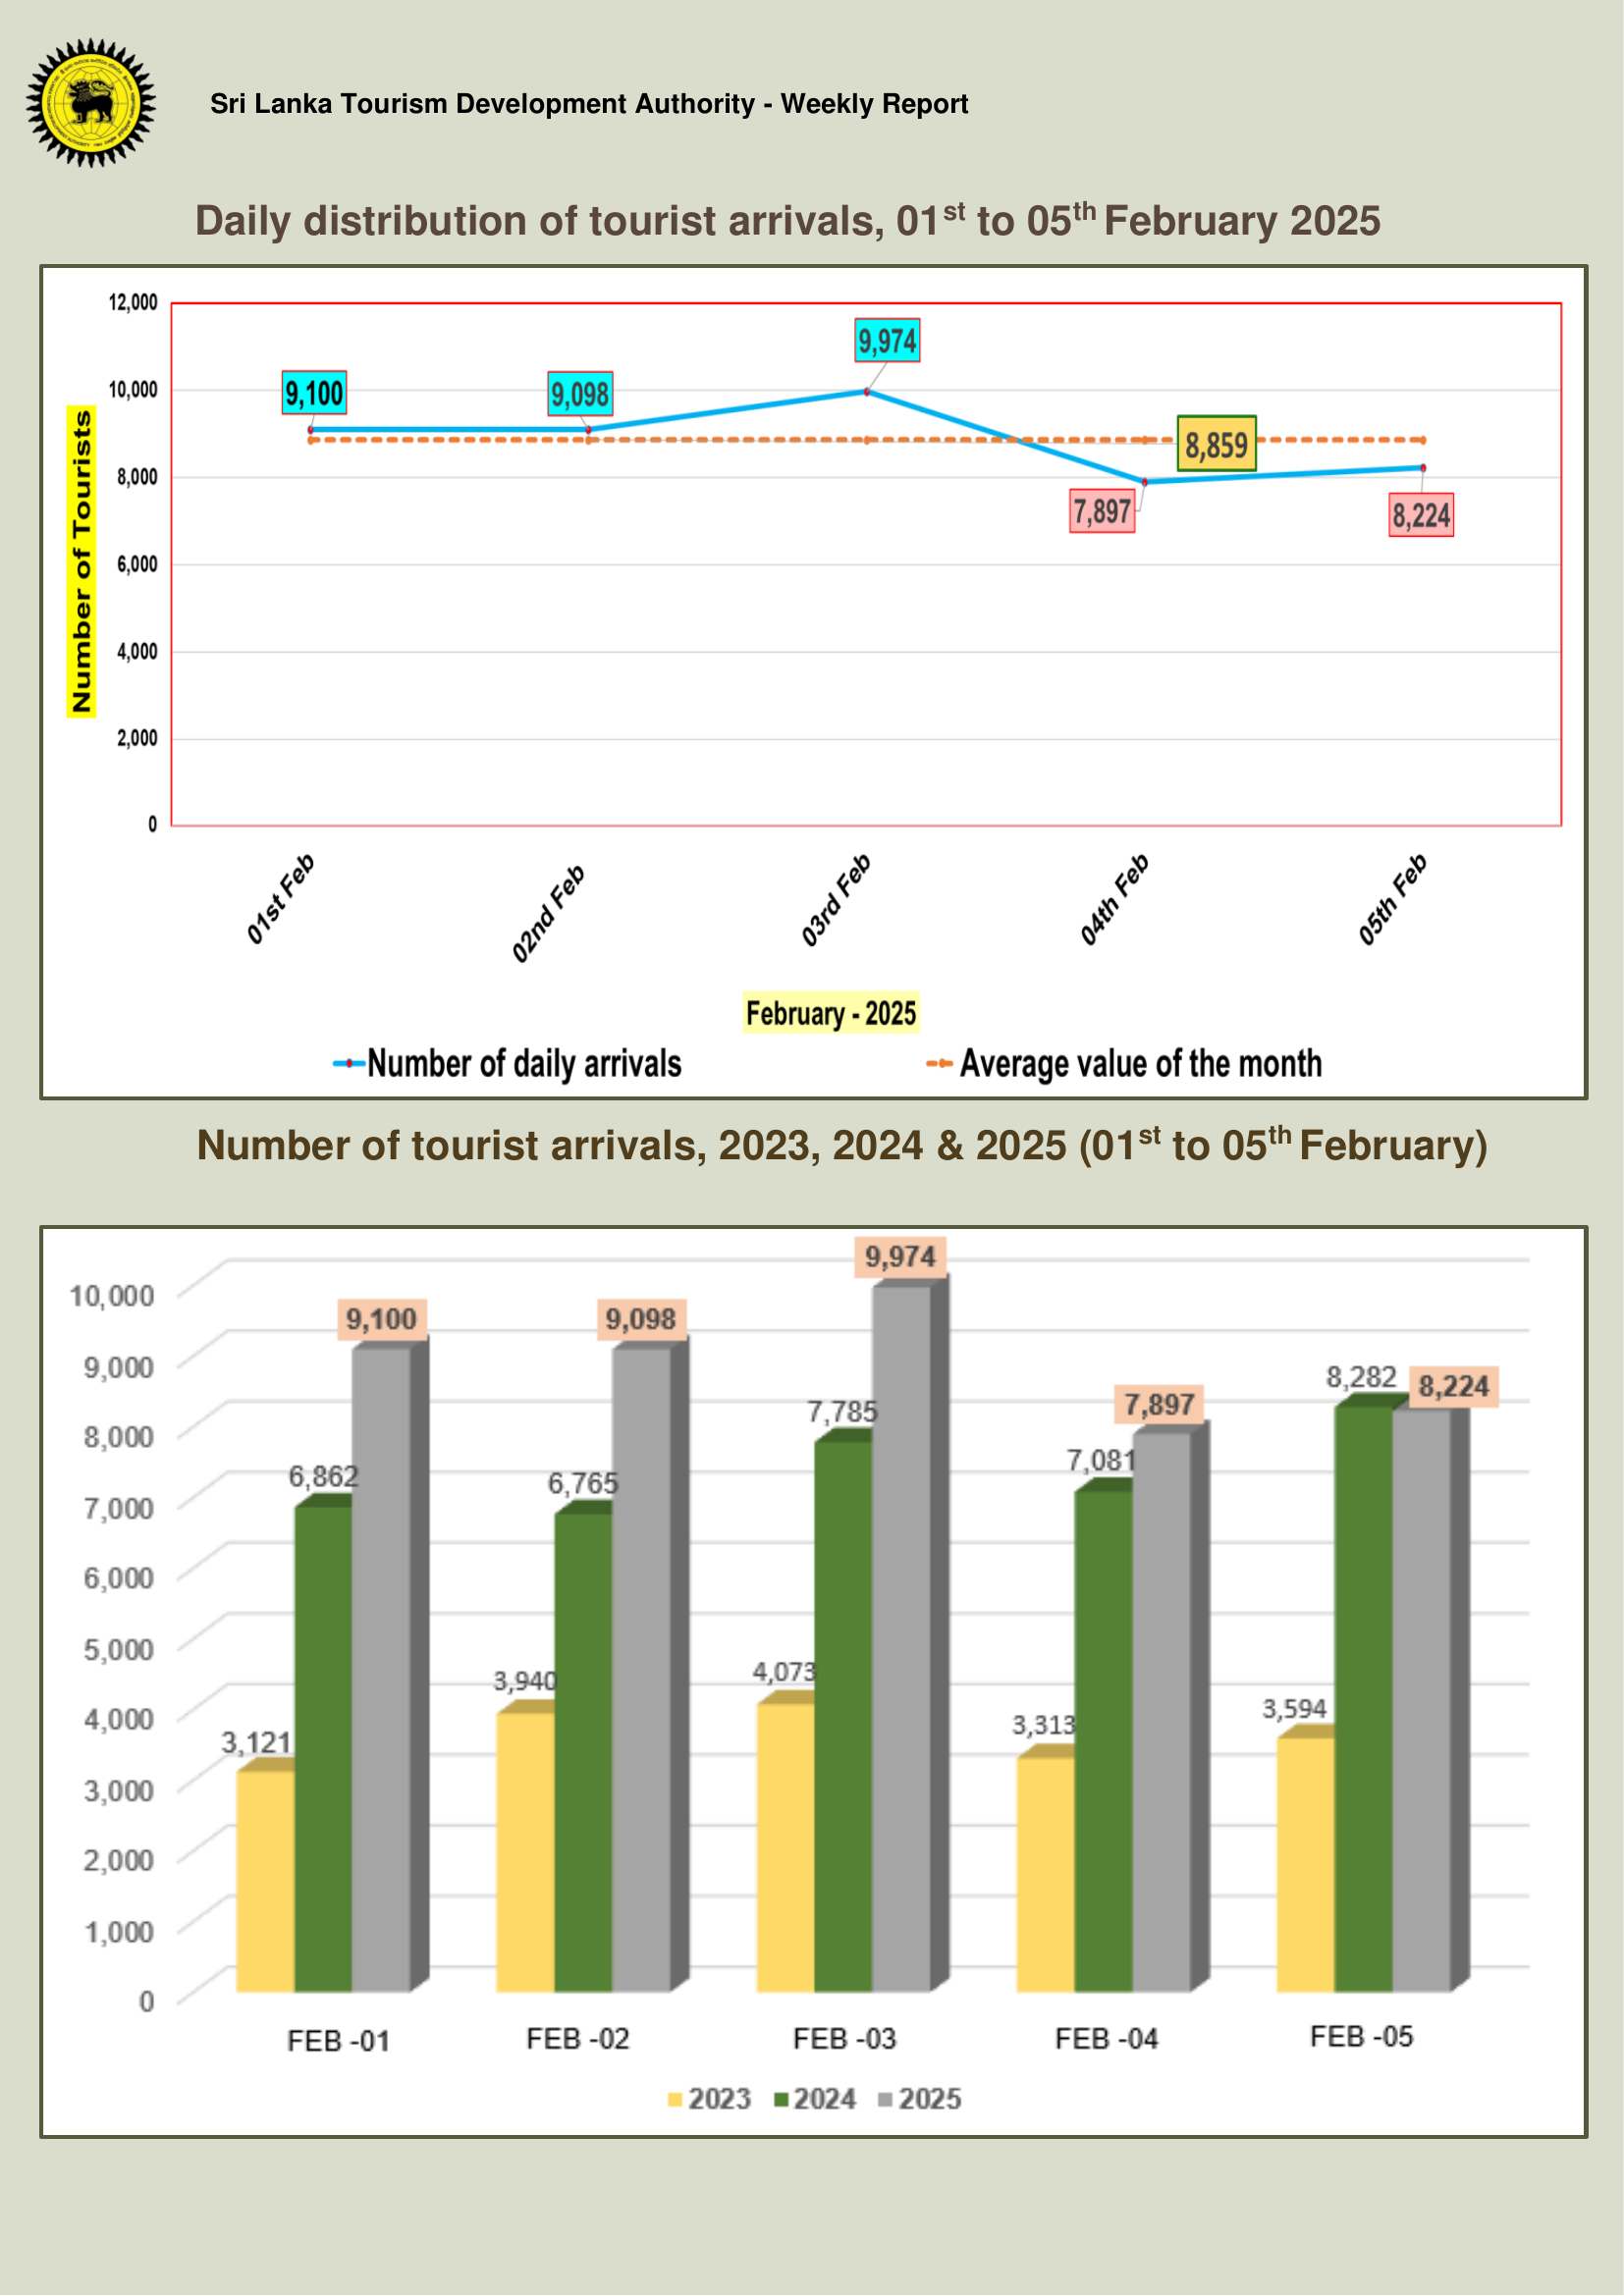 Sri Lanka Tourism Development Authority - Weekly Report
Daily distribution of tourist arrivals, 01st to 05th February 2025
Number of Tourists
12,000
10,000
8,000
6,000
4,000
2,000
0
9,100
9,098
9,974
8,859
7,897
8,224
01st Feb
02nd Feb
03rd Feb
04th Feb
05th Feb
February - 2025
Number of daily arrivals
Average value of the month
Number of tourist arrivals, 2023, 2024 & 2025 (01st to 05th February)
10,000
9,000
8,000
7,000
6,000
5,000
4,000
3,000
2,000
1,000
0
3,121
6,862
9,100
3,940
6,765
9,098
4,073
7,785
9,974
3,313
7,081
7,897
3,594
8,282
8,224
FEB -01
FEB -02
FEB -03
FEB -04
FEB -05
2023
2024
2025